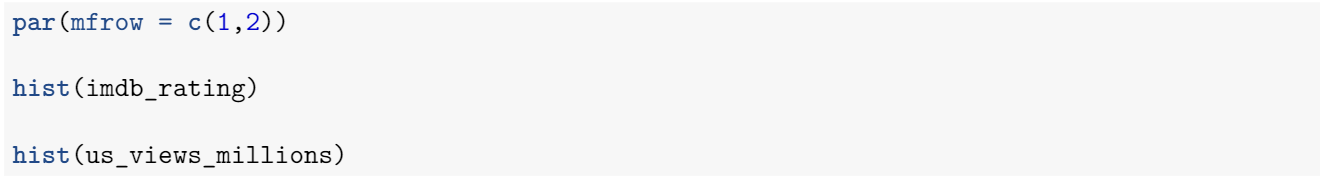 par(mfrow = c(1,2))
hist(imdb_rating)
hist(us_views_millions)